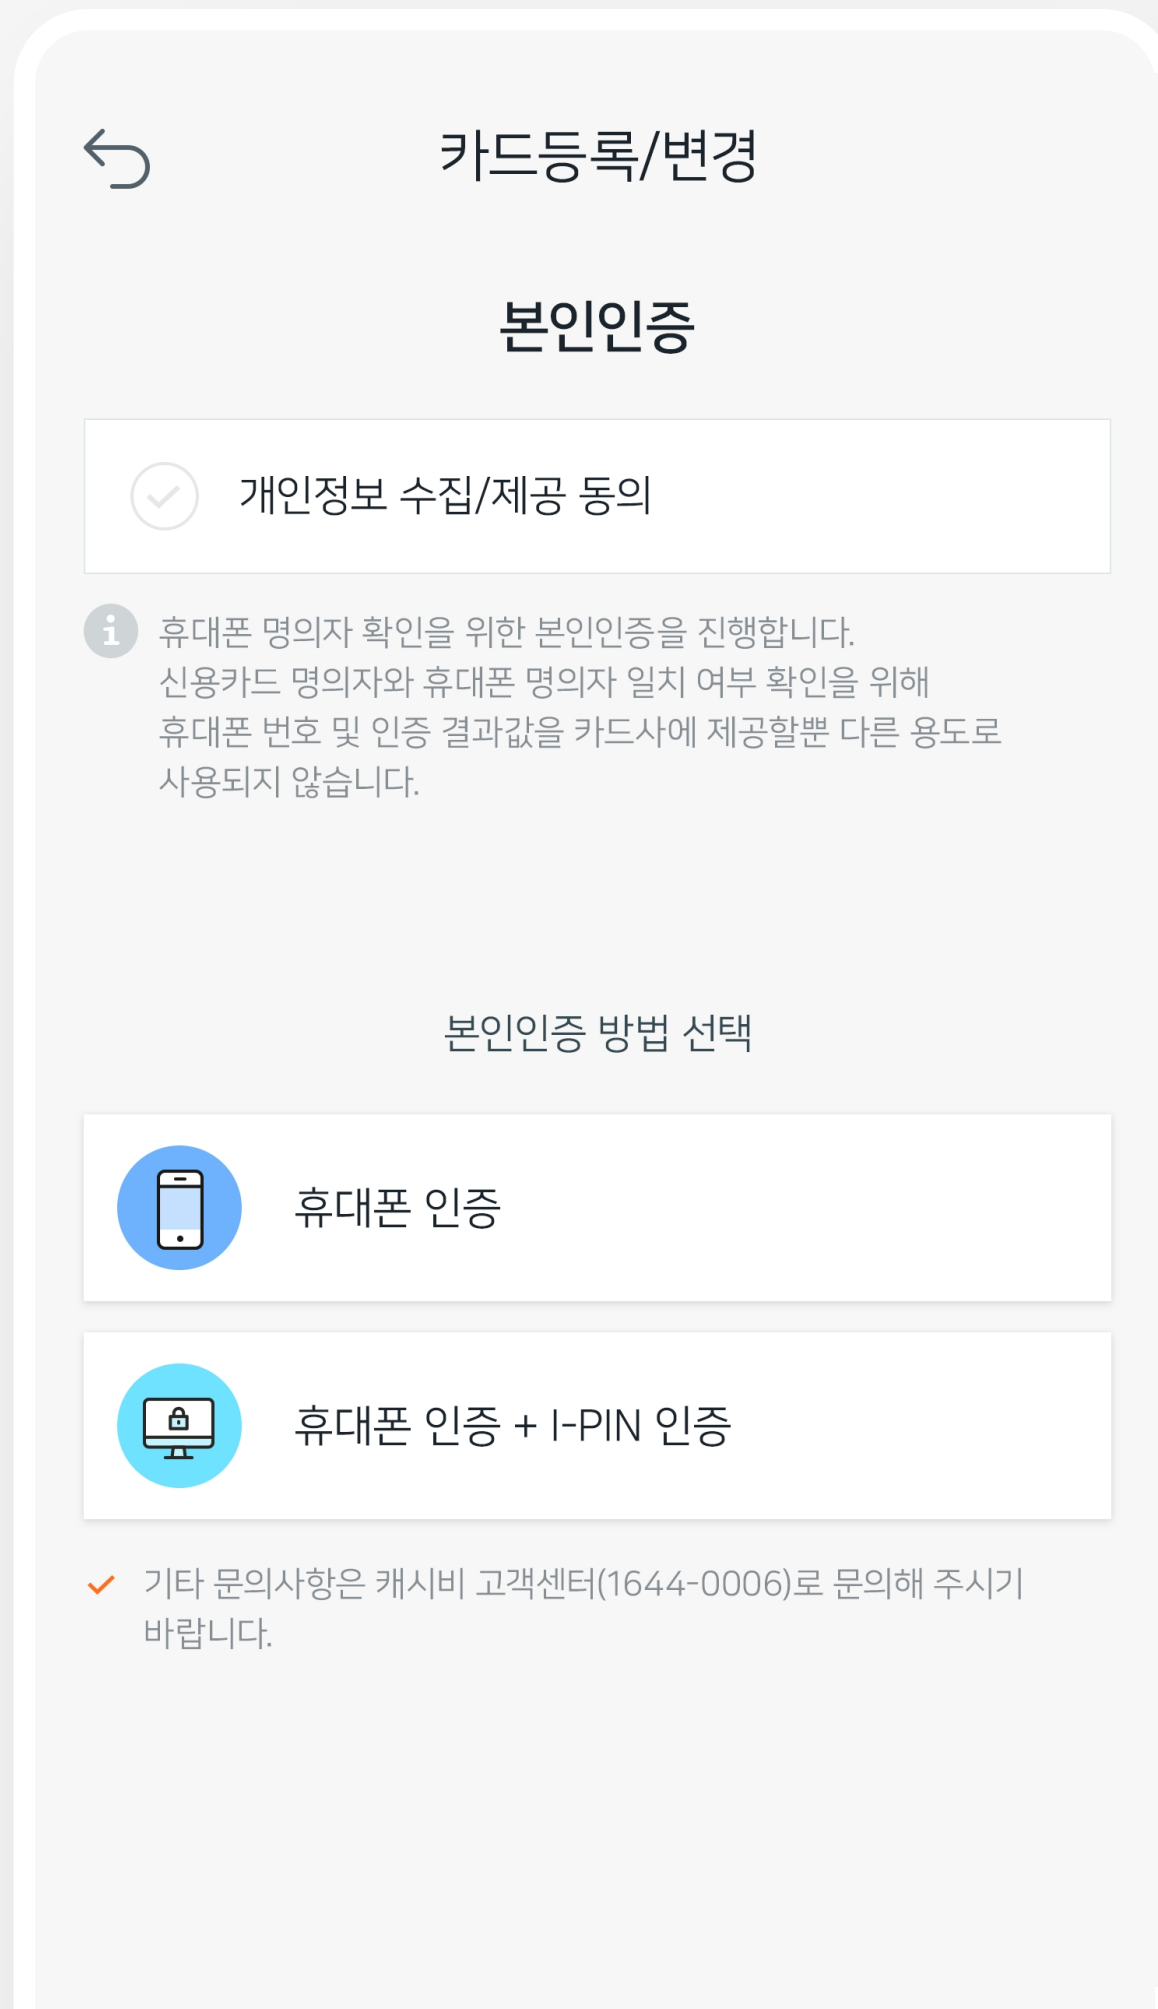 카드등록/변경
본인인증
개인정보 수집/제공 동의
휴대폰 명의자 확인을 위한 본인인증을 진행합니다.
신용카드 명의자와 휴대폰 명의자 일치 여부 확인을 위해
휴대폰 번호 및 인증 결과값을 카드사에 제공할뿐 다른 용도로
사용되지 않습니다.
본인인증 방법 선택
휴대폰 인증
휴대폰 인증 + I-PIN 인증
기타 문의사항은 캐시비 고객센터(1644-0006)로 문의해 주시기
바랍니다.